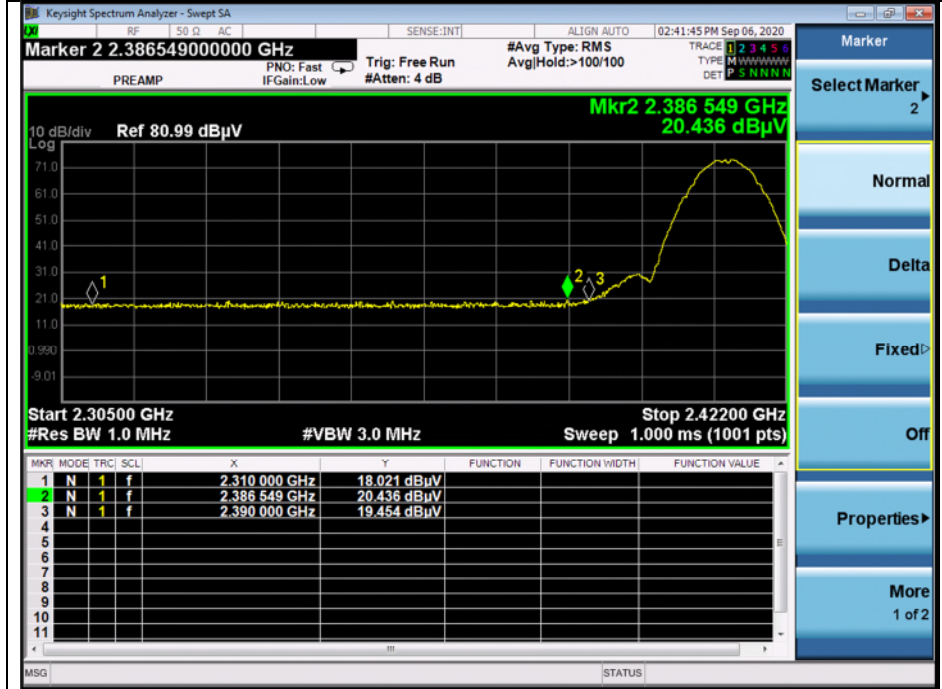 Keysight Spectrum Analyzer - Swept SA
LXI RF 50 Ω AC SENSE:INT ALIGN AUTO 02:41:45 PM Sep 06, 2020
Marker 2 2.386549000000 GHz #Avg Type: RMS TRACE 1 2 3 4 5 6
PNO: Fast Trig: Free Run Avg|Hold:>100/100 TYPE M W W W W W
PREAMP IFGain:Low #Atten: 4 dB DET P S N N N N
Mkr2 2.386 549 GHz
20.436 dBµV
10 dB/div Ref 80.99 dBµV
Log
71.0
61.0
51.0
41.0
31.0
21.0
11.0
0.990
-9.01
1
2
3
Start 2.30500 GHz Stop 2.42200 GHz
#Res BW 1.0 MHz #VBW 3.0 MHz Sweep 1.000 ms (1001 pts)
MKR MODE TRC SCL X Y FUNCTION FUNCTION WIDTH FUNCTION VALUE
1 N 1 f 2.310 000 GHz 18.021 dBµV
2 N 1 f 2.386 549 GHz 20.436 dBµV
3 N 1 f 2.390 000 GHz 19.454 dBµV
4
5
6
7
8
9
10
11
MSG STATUS
Marker
Select Marker
2
Normal
Delta
Fixed
Off
Properties
More
1 of 2